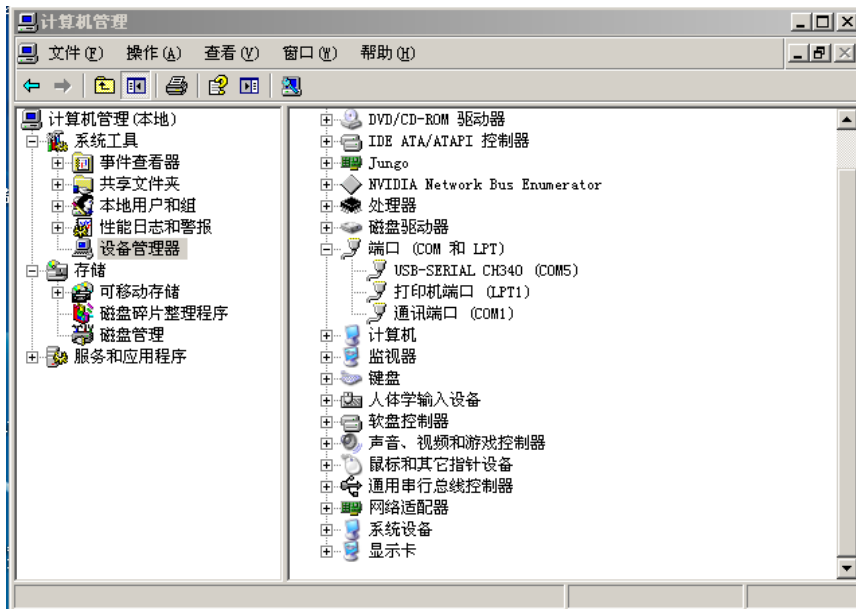 计算机管理
文件(F) 操作(A) 查看(V) 窗口(W) 帮助(H)
计算机管理(本地)
系统工具
事件查看器
共享文件夹
本地用户和组
性能日志和警报
设备管理器
存储
可移动存储
磁盘碎片整理程序
磁盘管理
服务和应用程序
DVD/CD-ROM 驱动器
IDE ATA/ATAPI 控制器
Jungo
NVIDIA Network Bus Enumerator
处理器
磁盘驱动器
端口 (COM 和 LPT)
USB-SERIAL CH340 (COM5)
打印机端口 (LPT1)
通讯端口 (COM1)
计算机
监视器
键盘
人体学输入设备
软盘控制器
声音、视频和游戏控制器
鼠标和其它指针设备
通用串行总线控制器
网络适配器
系统设备
显示卡